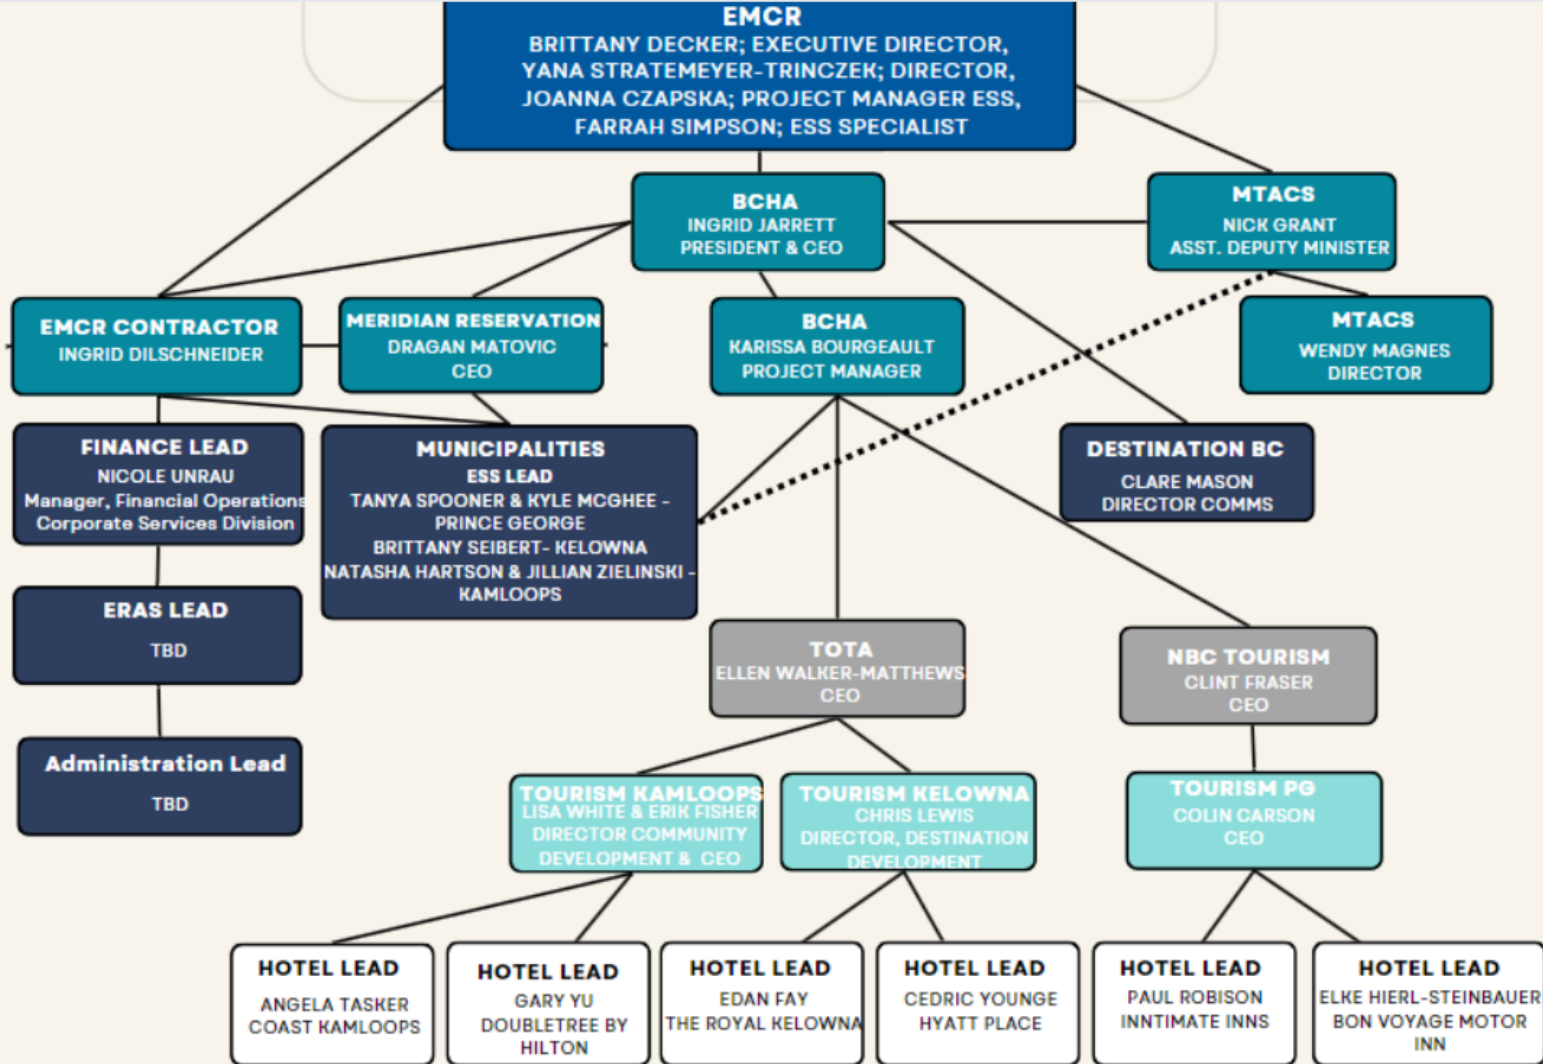 EMCR
BRITTANY DECKER; EXECUTIVE DIRECTOR,
YANA STRATEMEYER-TRINCZEK; DIRECTOR,
JOANNA CZAPSKA; PROJECT MANAGER ESS,
FARRAH SIMPSON; ESS SPECIALIST
BCHA
INGRID JARRETT
PRESIDENT & CEO
MTACS
NICK GRANT
ASST. DEPUTY MINISTER
EMCR CONTRACTOR
INGRID DILSCHNEIDER
MERIDIAN RESERVATION
DRAGAN MATOVIC
CEO
BCHA
KARISSA BOURGEAULT
PROJECT MANAGER
MTACS
WENDY MAGNES
DIRECTOR
FINANCE LEAD
NICOLE UNRAU
Manager, Financial Operations
Corporate Services Division
MUNICIPALITIES
ESS LEAD
TANYA SPOONER & KYLE MCGHEE -
PRINCE GEORGE
BRITTANY SEIBERT- KELOWNA
NATASHA HARTSON & JILLIAN ZIELINSKI -
KAMLOOPS
DESTINATION BC
CLARE MASON
DIRECTOR COMMS
ERAS LEAD
TBD
TOTA
ELLEN WALKER-MATTHEWS
CEO
NBC TOURISM
CLINT FRASER
CEO
Administration Lead
TBD
TOURISM KAMLOOPS
LISA WHITE & ERIK FISHER
DIRECTOR COMMUNITY
DEVELOPMENT & CEO
TOURISM KELOWNA
CHRIS LEWIS
DIRECTOR, DESTINATION
DEVELOPMENT
TOURISM PG
COLIN CARSON
CEO
HOTEL LEAD
ANGELA TASKER
COAST KAMLOOPS
HOTEL LEAD
GARY YU
DOUBLETREE BY
HILTON
HOTEL LEAD
EDAN FAY
THE ROYAL KELOWNA
HOTEL LEAD
CEDRIC YOUNGE
HYATT PLACE
HOTEL LEAD
PAUL ROBISON
INNTIMATE INNS
HOTEL LEAD
ELKE HIERL-STEINBAUER
BON VOYAGE MOTOR
INN